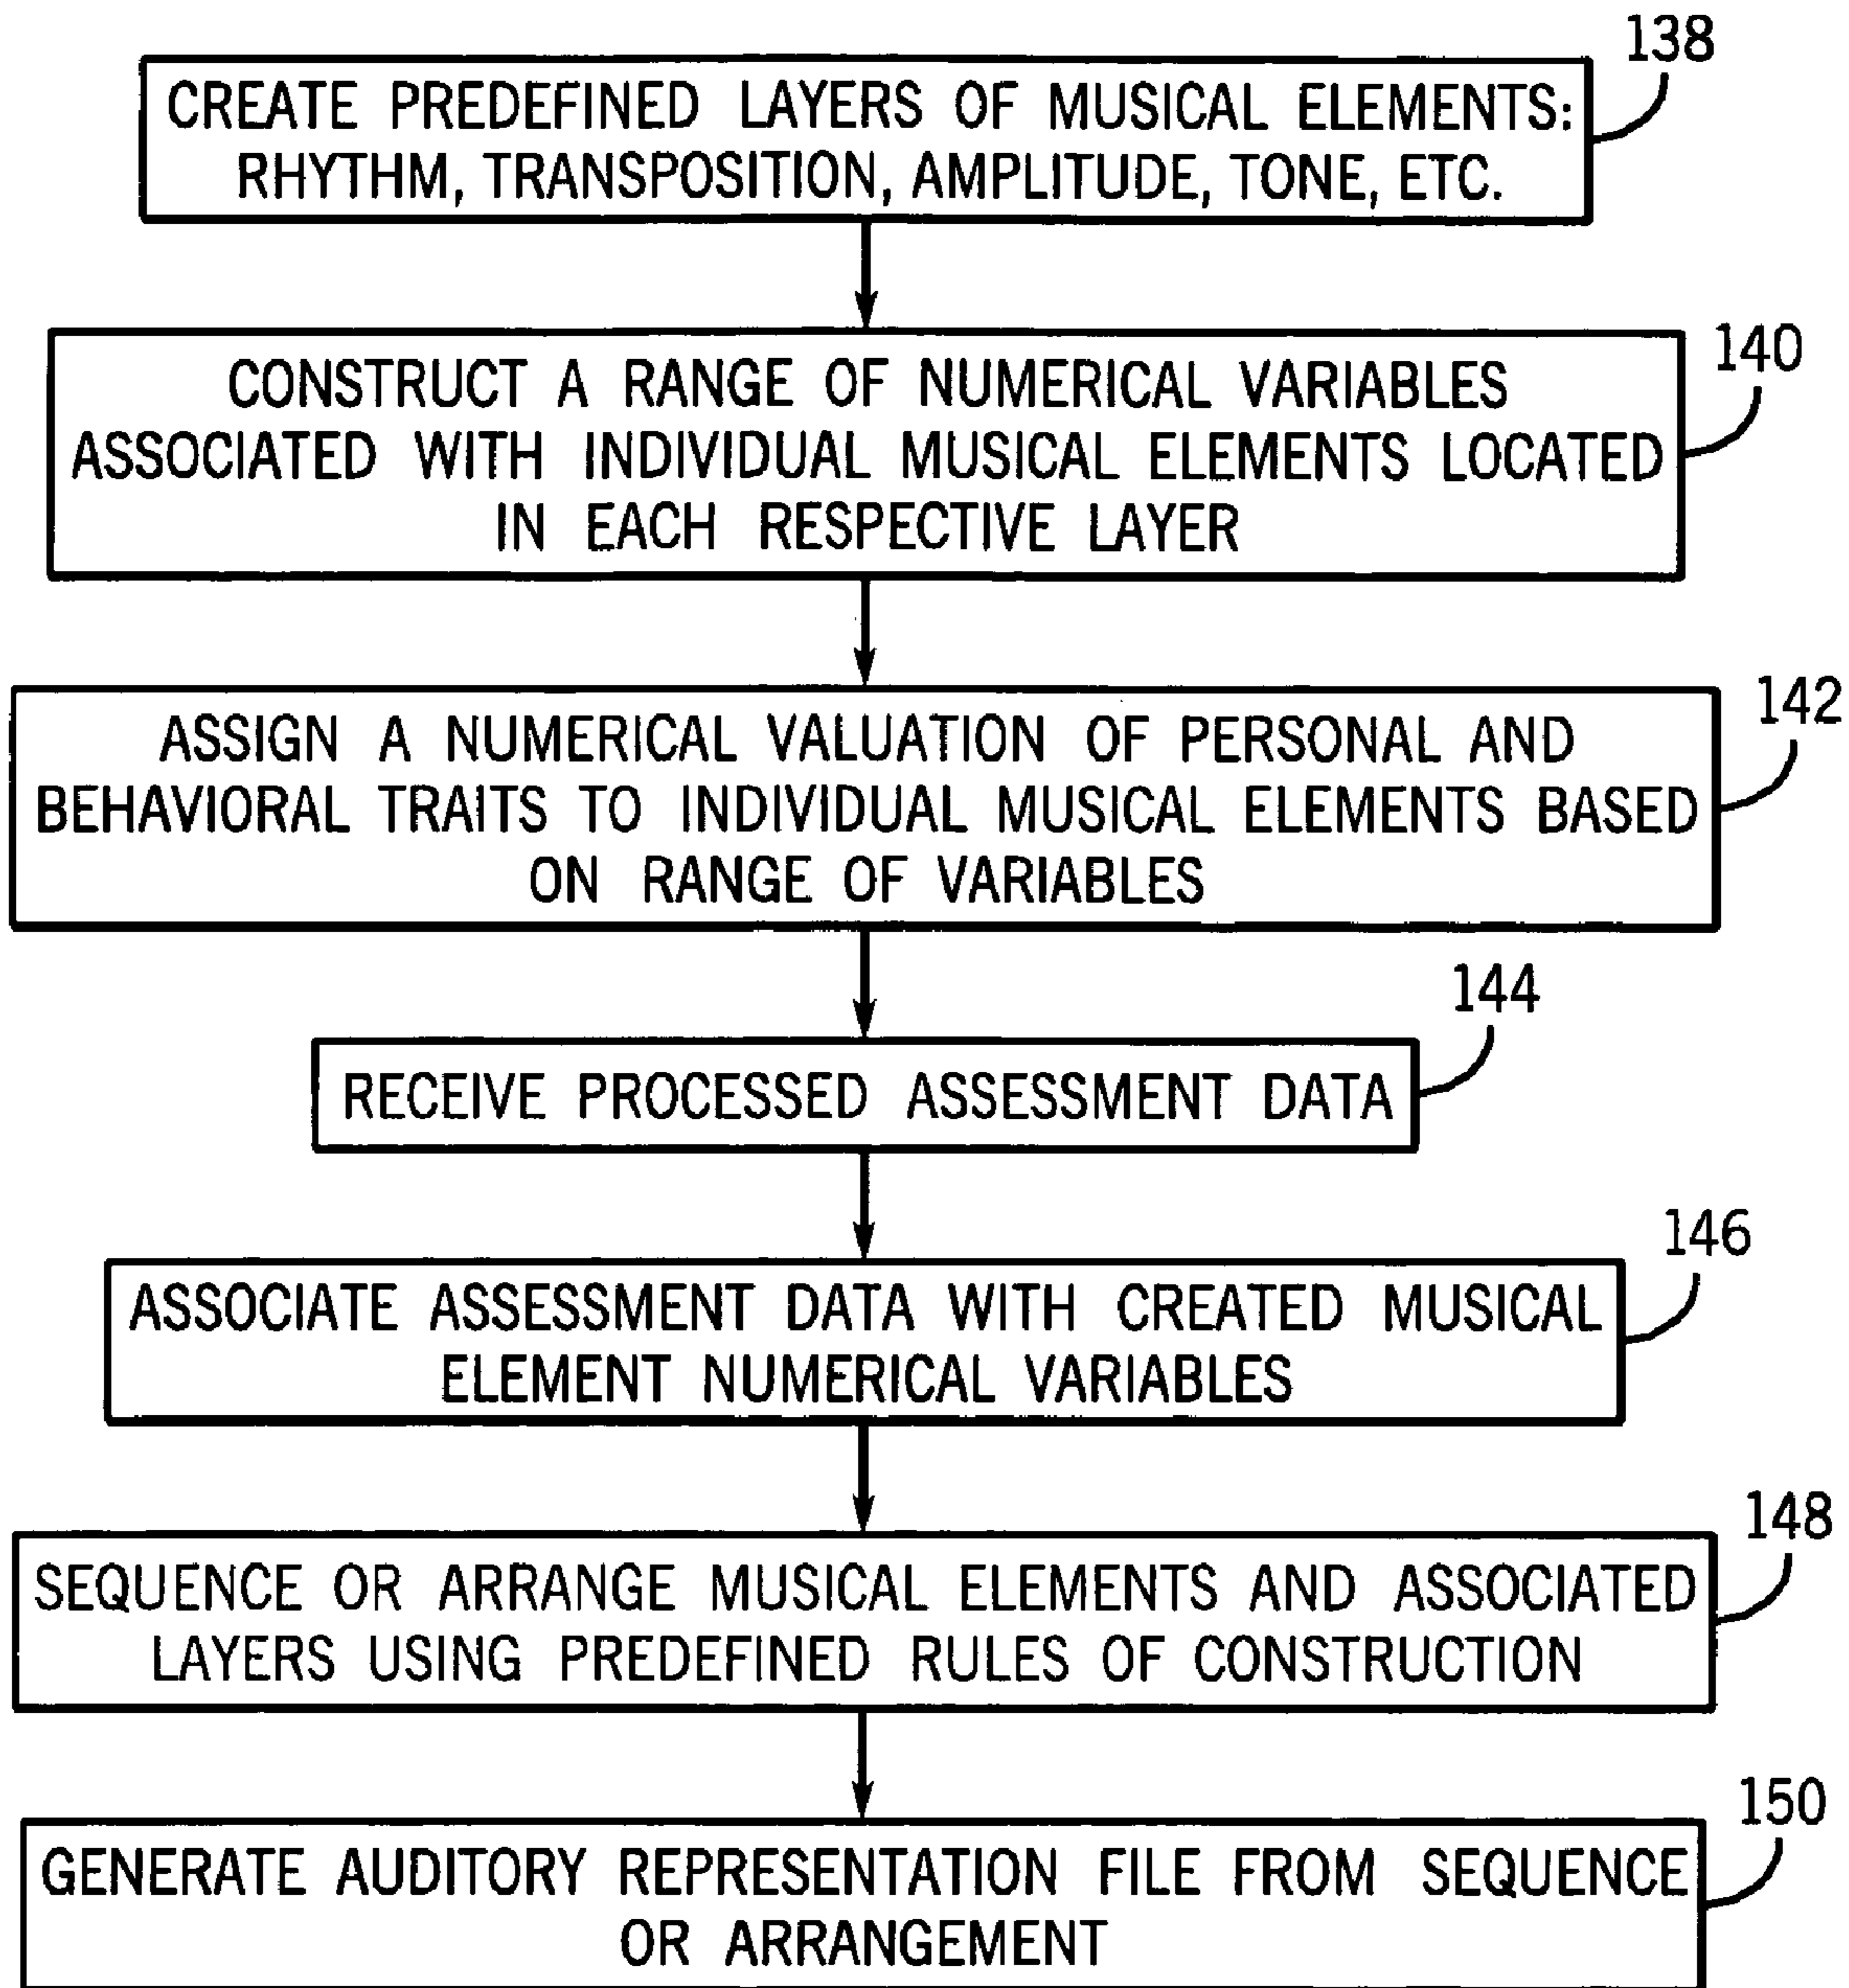 138
CREATE PREDEFINED LAYERS OF MUSICAL ELEMENTS:
RHYTHM, TRANSPOSITION, AMPLITUDE, TONE, ETC.
140
CONSTRUCT A RANGE OF NUMERICAL VARIABLES
ASSOCIATED WITH INDIVIDUAL MUSICAL ELEMENTS LOCATED
IN EACH RESPECTIVE LAYER
142
ASSIGN A NUMERICAL VALUATION OF PERSONAL AND
BEHAVIORAL TRAITS TO INDIVIDUAL MUSICAL ELEMENTS BASED
ON RANGE OF VARIABLES
144
RECEIVE PROCESSED ASSESSMENT DATA
146
ASSOCIATE ASSESSMENT DATA WITH CREATED MUSICAL
ELEMENT NUMERICAL VARIABLES
148
SEQUENCE OR ARRANGE MUSICAL ELEMENTS AND ASSOCIATED
LAYERS USING PREDEFINED RULES OF CONSTRUCTION
150
GENERATE AUDITORY REPRESENTATION FILE FROM SEQUENCE
OR ARRANGEMENT